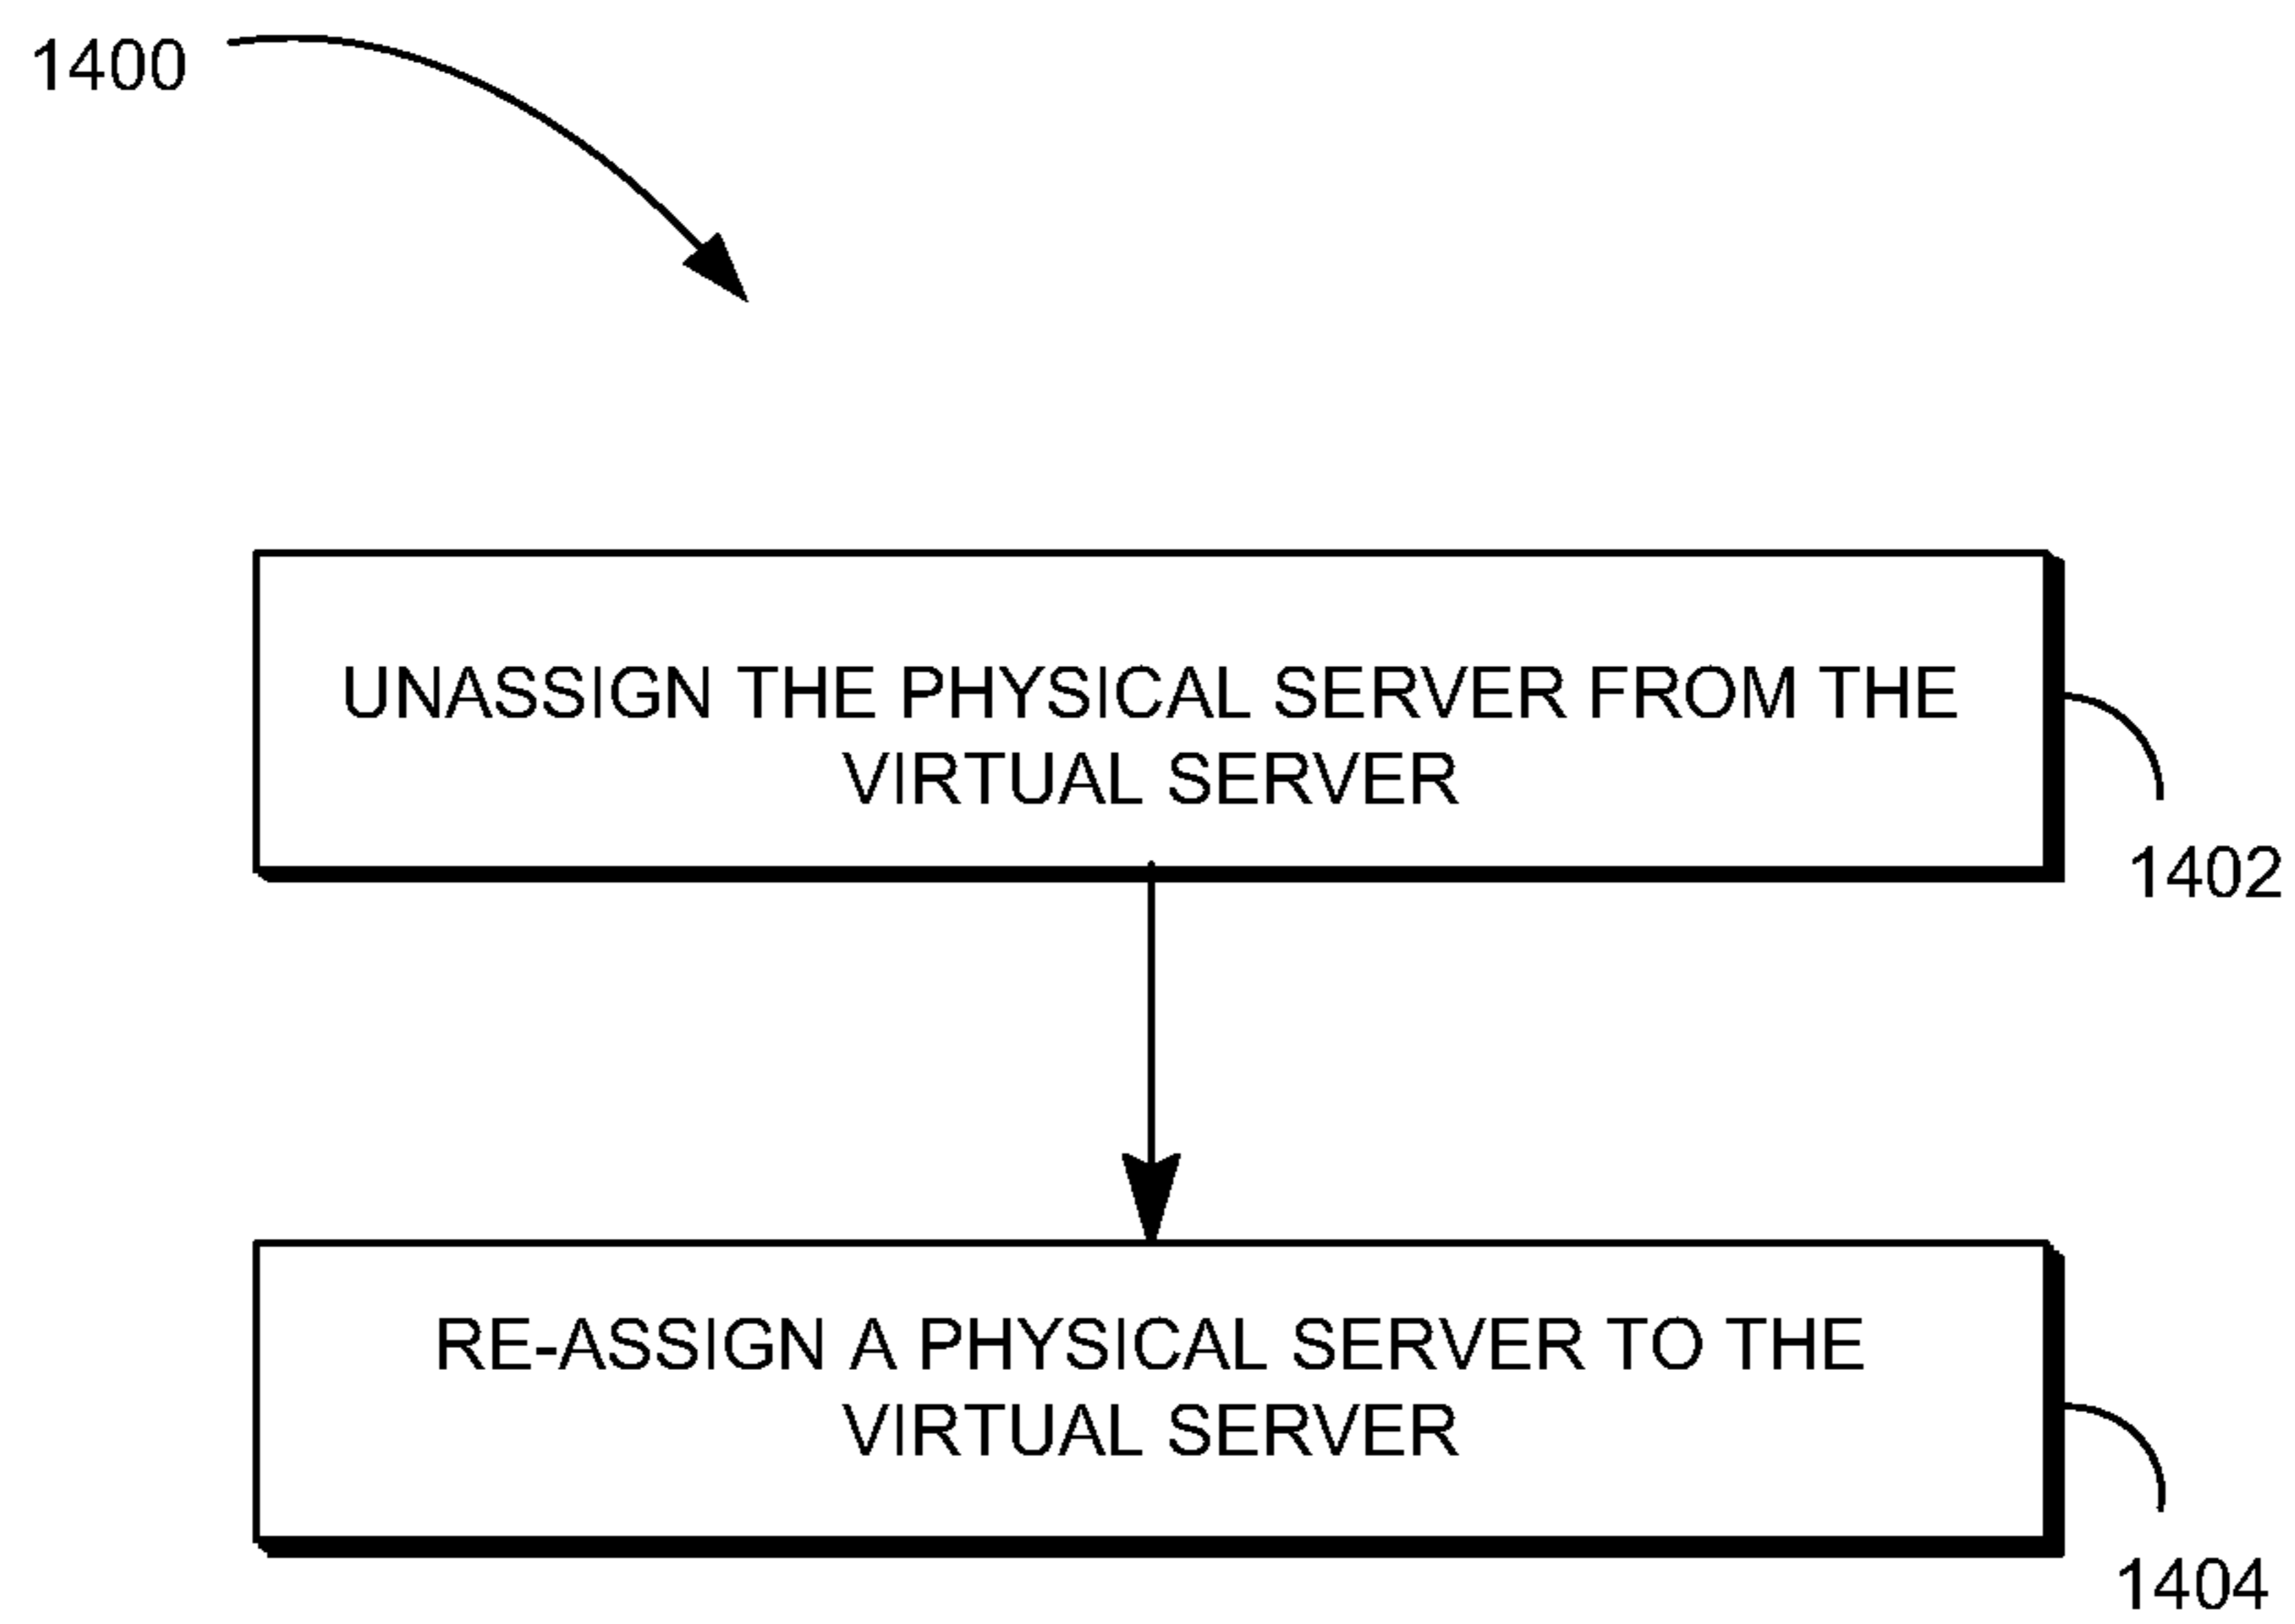 1400
UNASSIGN THE PHYSICAL SERVER FROM THE
VIRTUAL SERVER
1402
RE-ASSIGN A PHYSICAL SERVER TO THE
VIRTUAL SERVER
1404